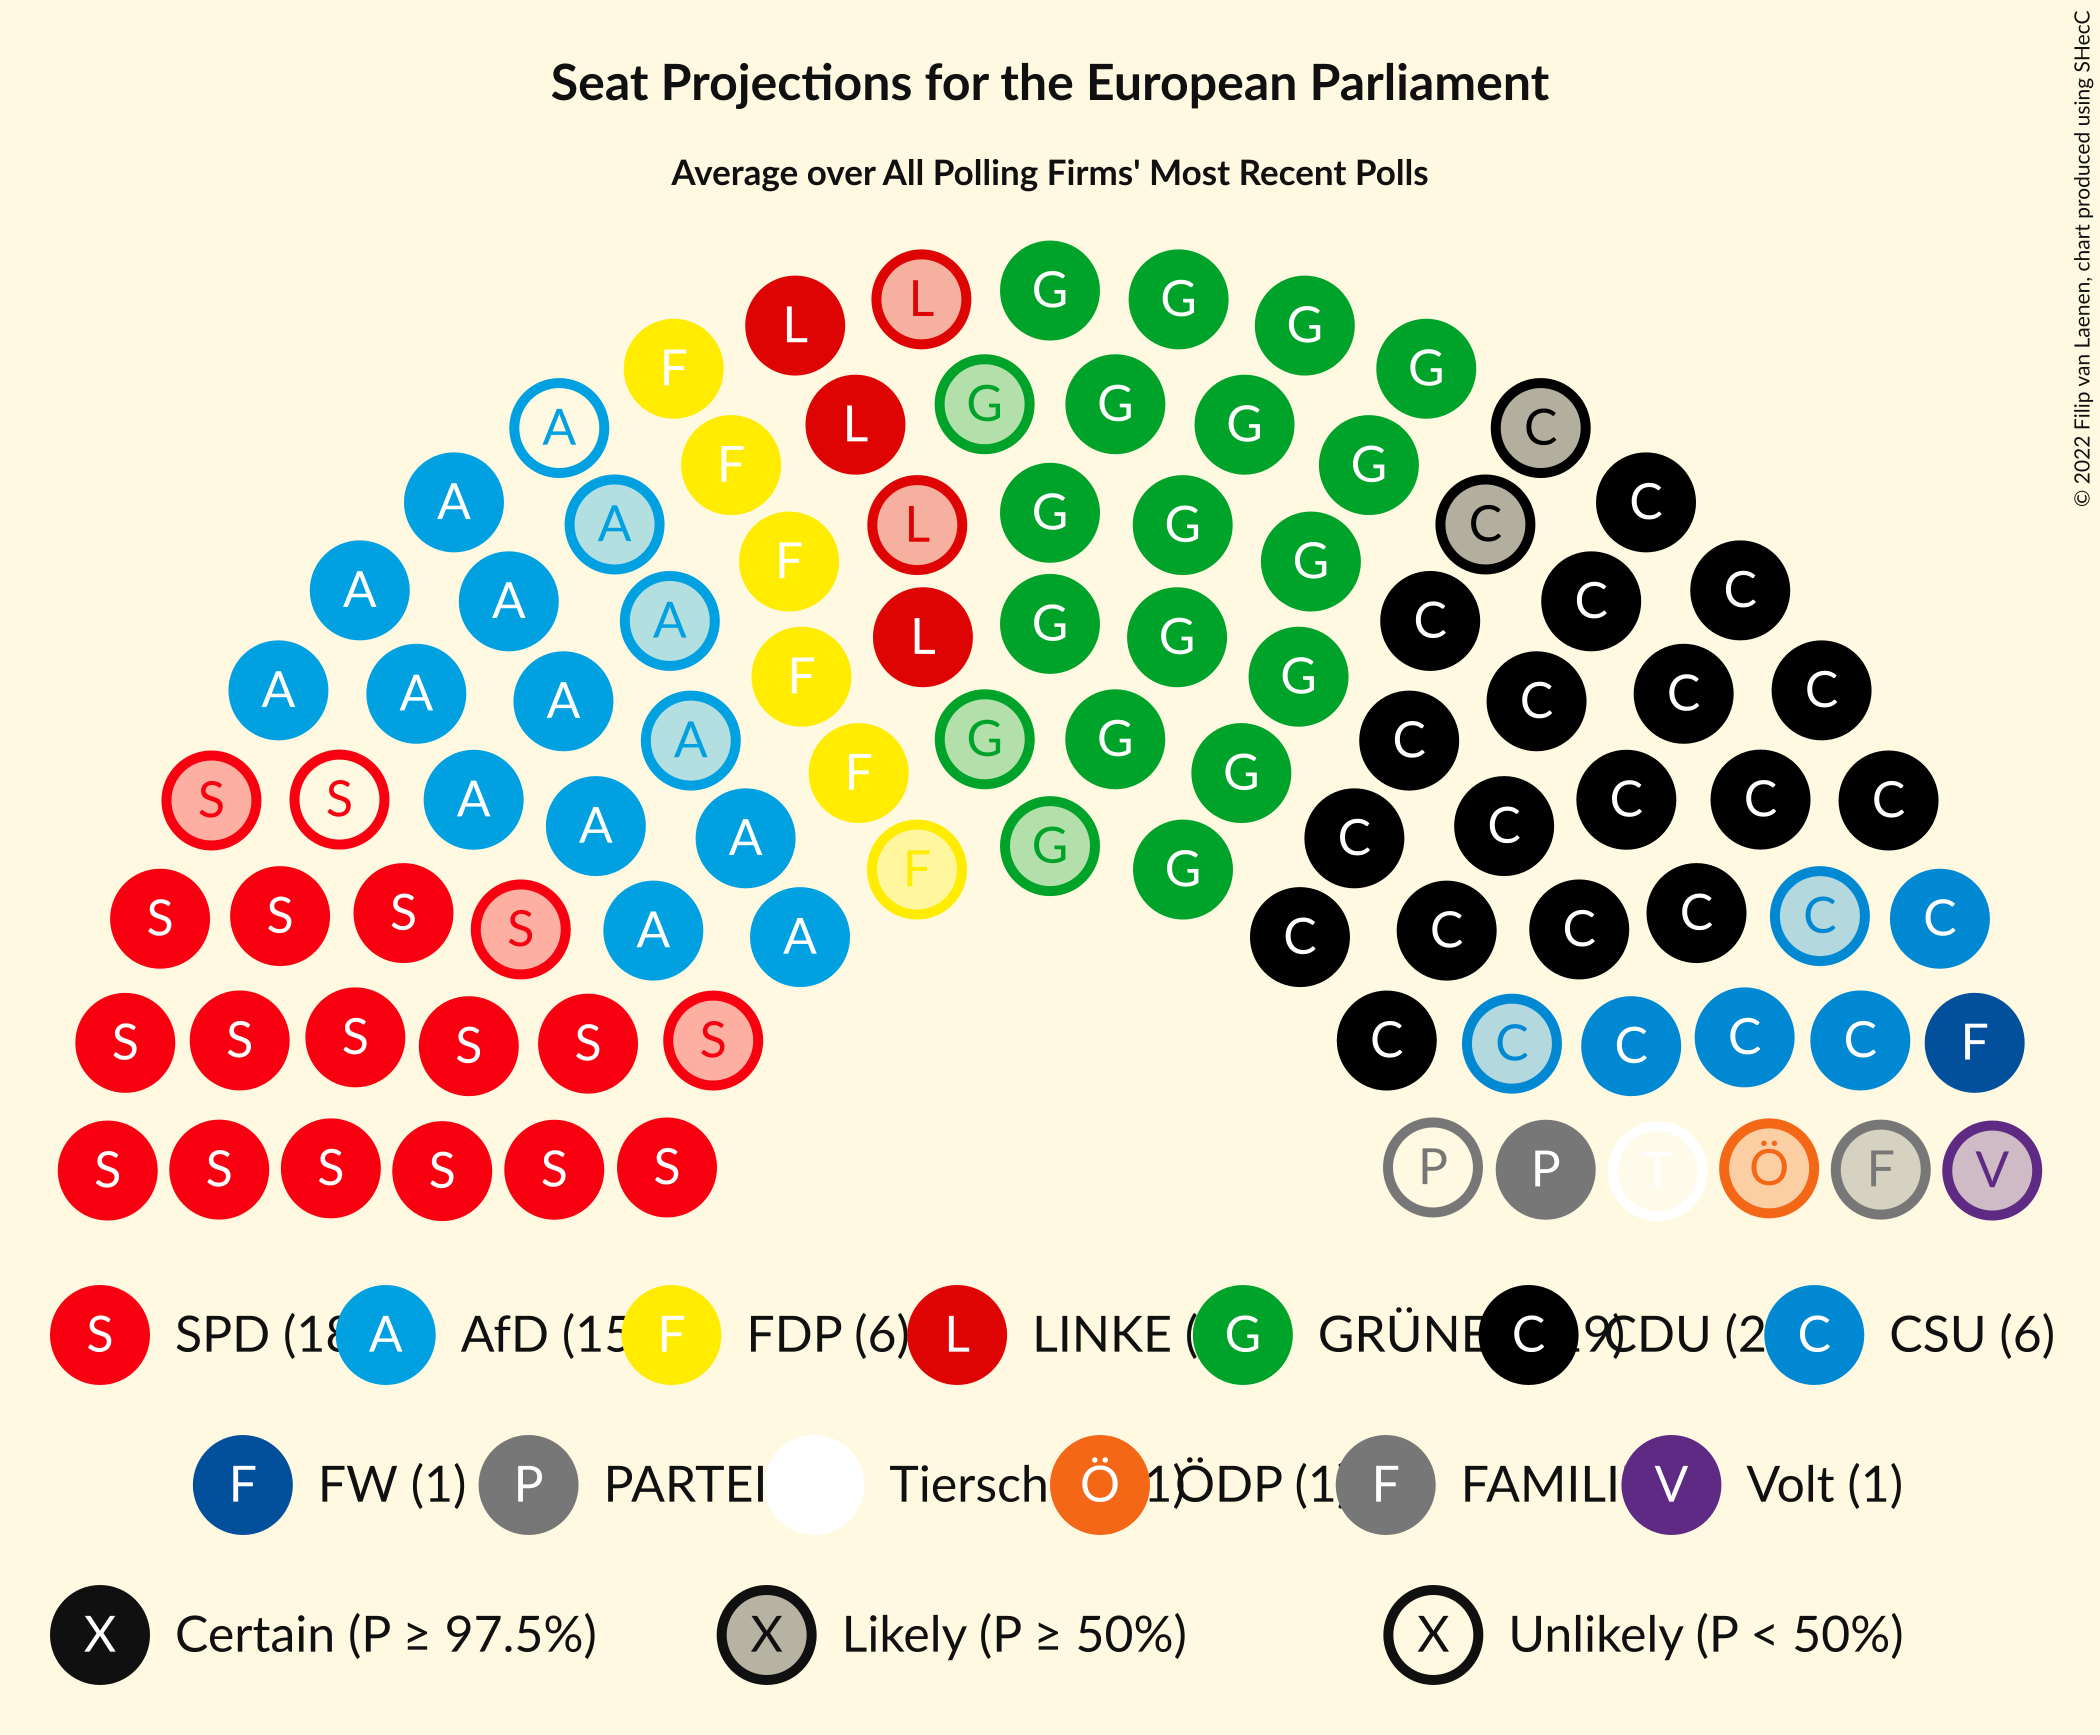 Seat Projections for the European Parliament
Average over All Polling Firms' Most Recent Polls
© 2022 Filip van Laenen, chart produced using SHecC
L G G G
L G
F G G G G
A L C
F G
A F L G G G C C
A A F G C C
A A L G G G C C
A A A F G C C C
A A A G G C C
S S A A A F G C C C C C
S S S S A A F G G C C C C C C
S S S S S S C C C C C F
S S S S S S P P T Ö F V
S SPD (18 A AfD (15 F FDP (6) L LINKE ( G GRÜNE C 9) CDU (2 C CSU (6)
F FW (1) P PARTEI Tiersch Ö 1) ÖDP (1 F FAMILI V Volt (1)
X Certain (P ≥ 97.5%) X Likely (P ≥ 50%) X Unlikely (P < 50%)